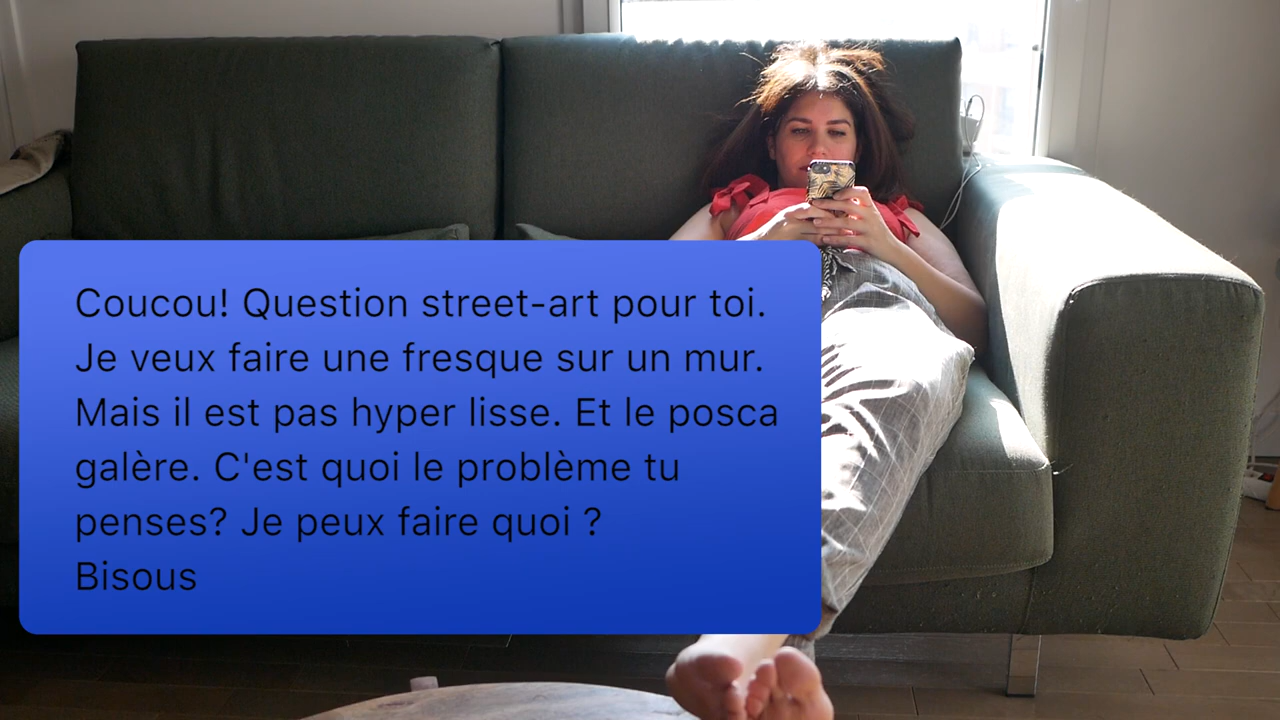 Coucou! Question street-art pour toi.
Je veux faire une fresque sur un mur.
Mais il est pas hyper lisse. Et le posca
galère. C'est quoi le problème tu
penses? Je peux faire quoi ?
Bisous